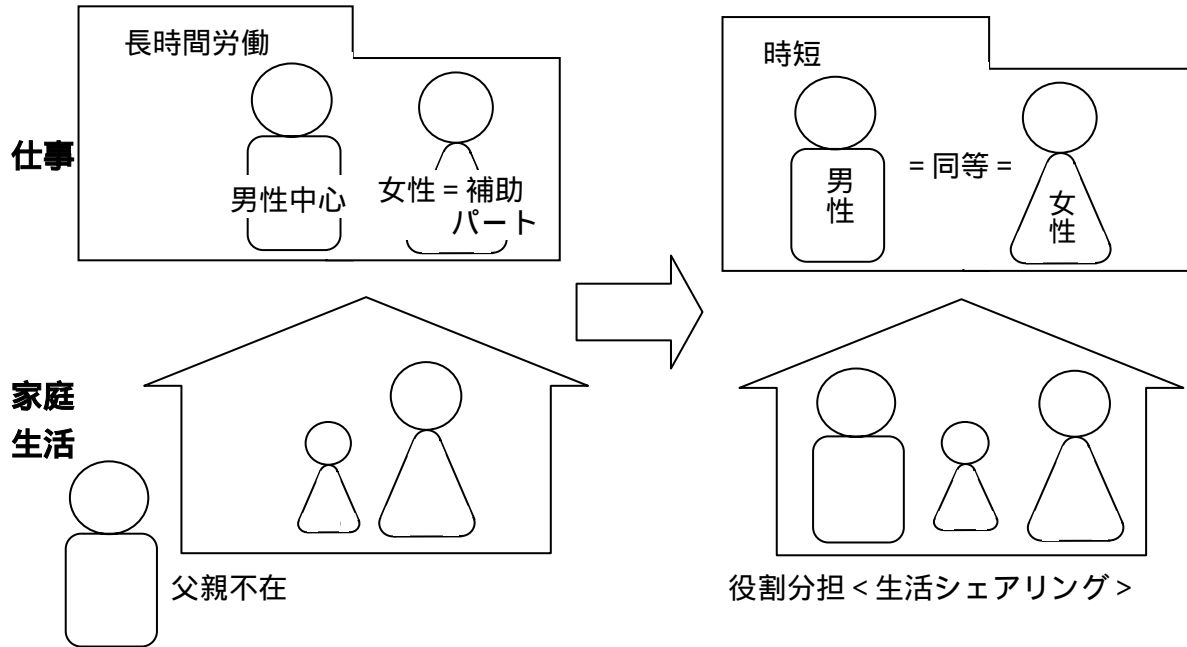 長時間労働
時短
仕事
男性中心
女性 = 補助
パート
男性
= 同等 =
女性
家庭
生活
父親不在
役割分担 < 生活シェアリング >